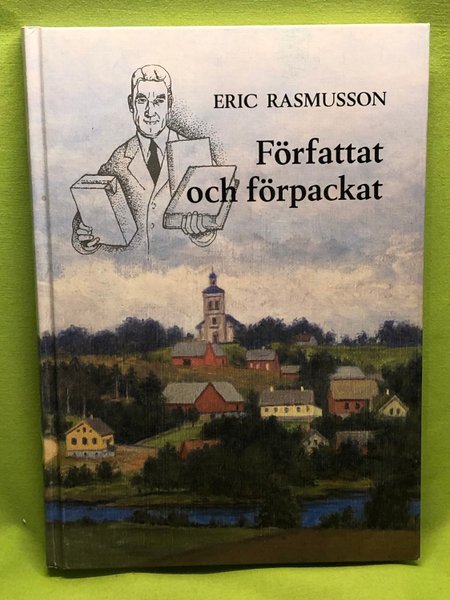 ERIC RASMUSSON
Författat
och förpackat